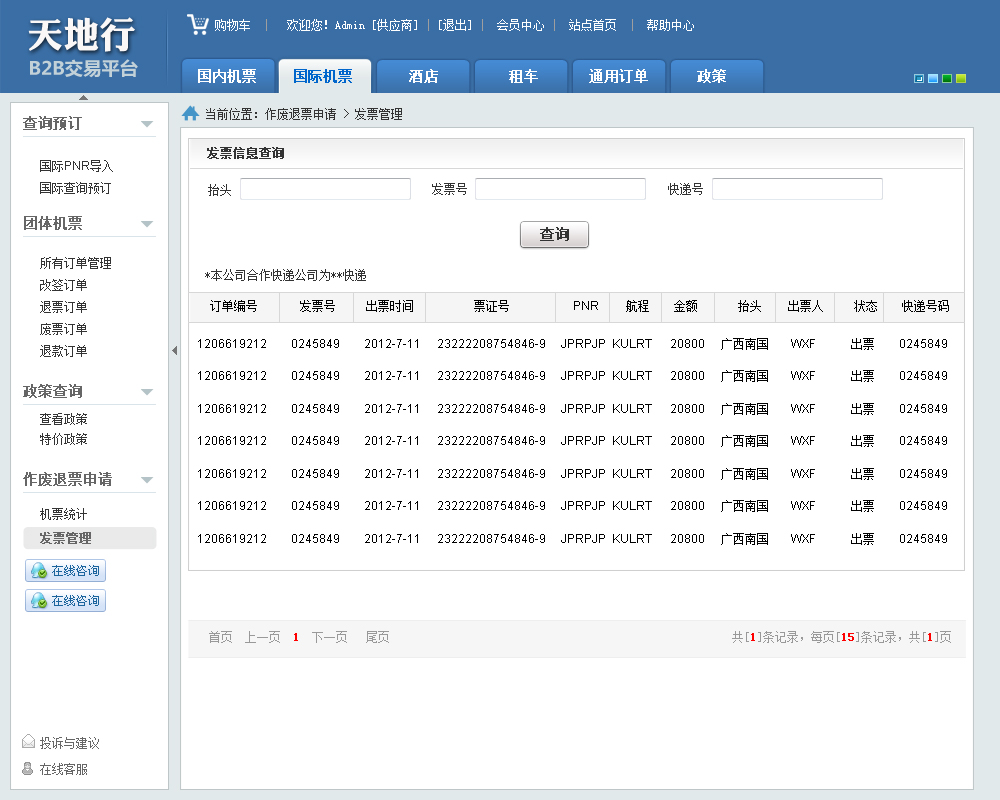 天地行
B2B交易平台
购物车 | 欢迎您! Admin [供应商] | [退出] | 会员中心 | 站点首页 | 帮助中心
国内机票 国际机票 酒店 租车 通用订单 政策
当前位置: 作废退票申请 > 发票管理
查询预订
国际PNR导入
国际查询预订
团体机票
所有订单管理
改签订单
退票订单
废票订单
退款订单
政策查询
查看政策
特价政策
作废退票申请
机票统计
发票管理
在线咨询
在线咨询
投诉与建议
在线客服
发票信息查询
抬头 发票号 快递号
查询
*本公司合作快递公司为**快递
订单编号 发票号 出票时间 票证号 PNR 航程 金额 抬头 出票人 状态 快递号码
1206619212 0245849 2012-7-11 23222208754846-9 JPRPJP KULRT 20800 广西南国 WXF 出票 0245849
1206619212 0245849 2012-7-11 23222208754846-9 JPRPJP KULRT 20800 广西南国 WXF 出票 0245849
1206619212 0245849 2012-7-11 23222208754846-9 JPRPJP KULRT 20800 广西南国 WXF 出票 0245849
1206619212 0245849 2012-7-11 23222208754846-9 JPRPJP KULRT 20800 广西南国 WXF 出票 0245849
1206619212 0245849 2012-7-11 23222208754846-9 JPRPJP KULRT 20800 广西南国 WXF 出票 0245849
1206619212 0245849 2012-7-11 23222208754846-9 JPRPJP KULRT 20800 广西南国 WXF 出票 0245849
1206619212 0245849 2012-7-11 23222208754846-9 JPRPJP KULRT 20800 广西南国 WXF 出票 0245849
首页 上一页 1 下一页 尾页 共[1]条记录, 每页[15]条记录, 共[1]页